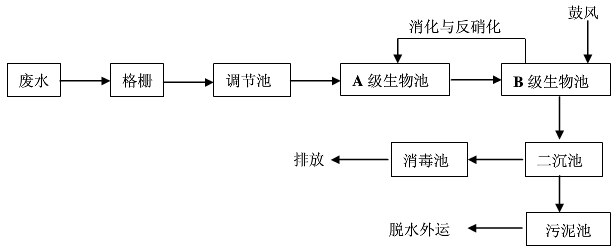 鼓风
消化与反硝化
废水
格栅
调节池
A 级生物池
B 级生物池
排放
消毒池
二沉池
脱水外运
污泥池